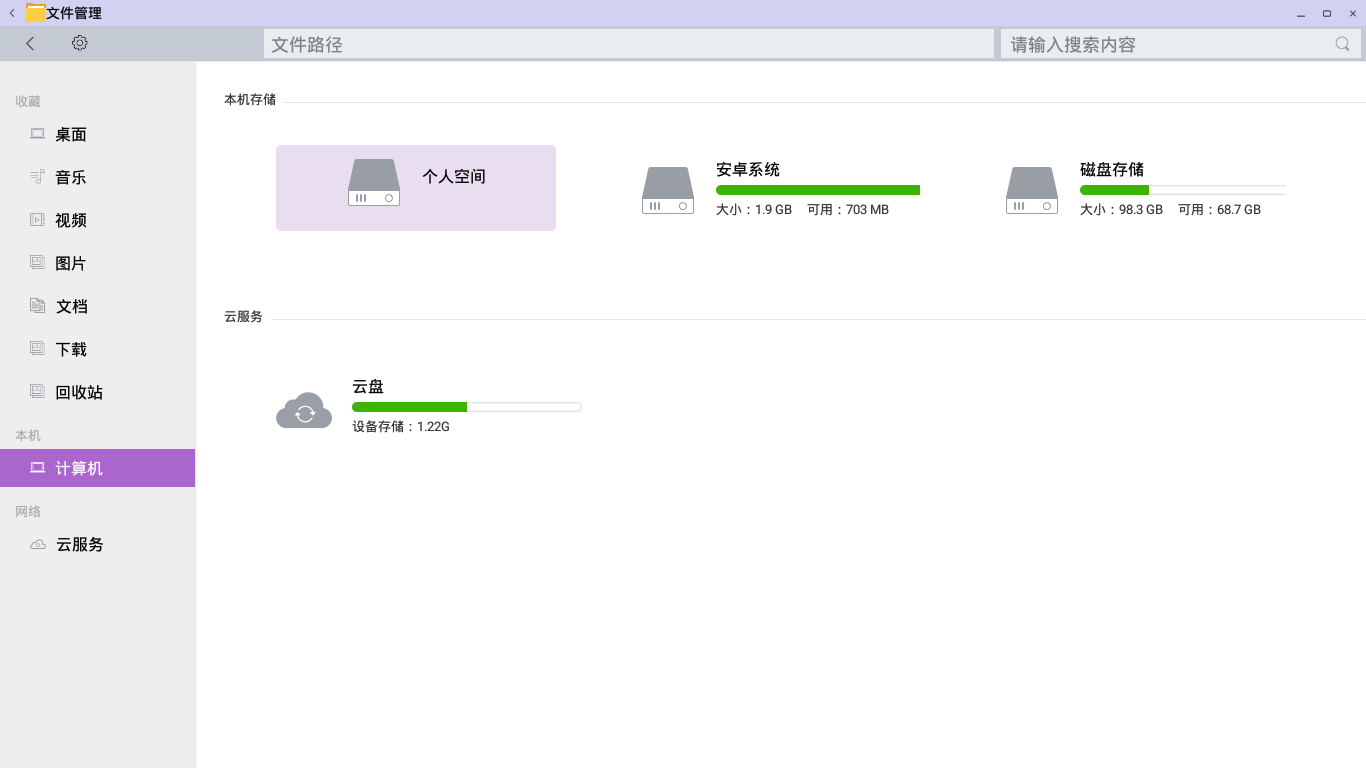 文件管理
文件路径
请输入搜索内容
收藏
桌面
音乐
视频
图片
文档
下载
回收站
本机
计算机
网络
云服务
本机存储
个人空间
安卓系统
大小：1.9 GB 可用：703 MB
磁盘存储
大小：98.3 GB 可用：68.7 GB
云服务
云盘
设备存储：1.22G